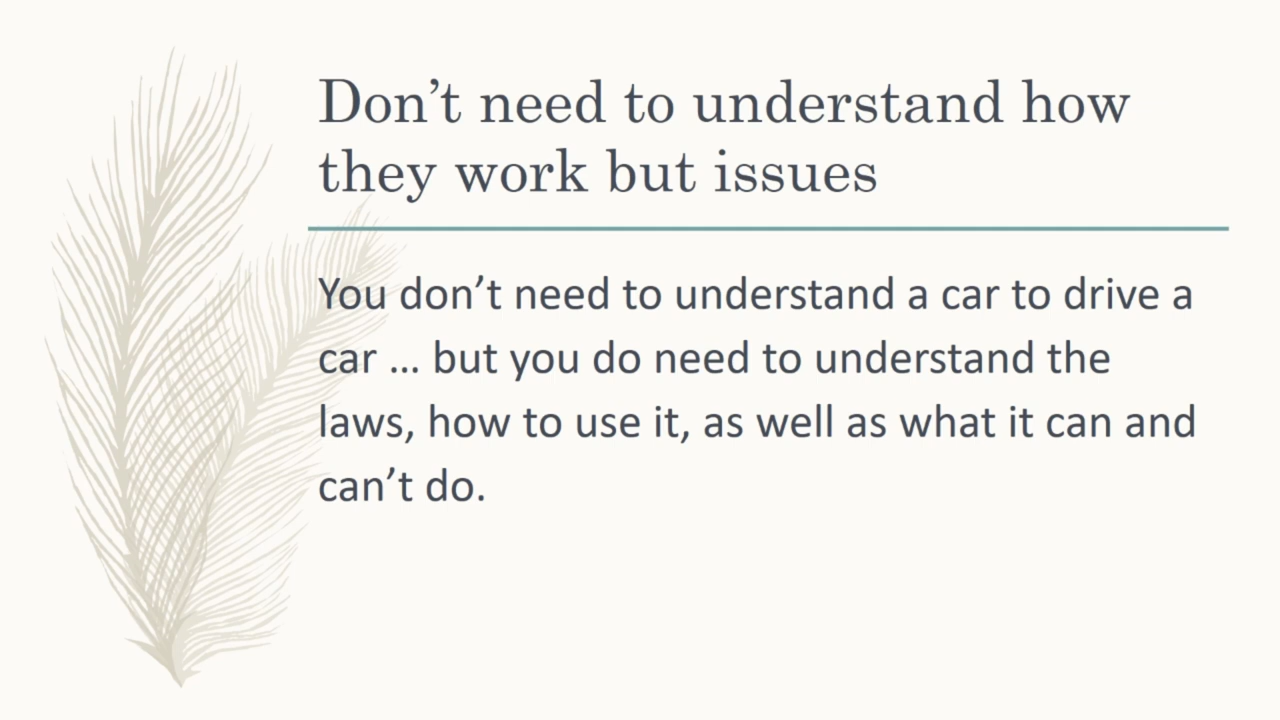 Don’t need to understand how
they work but issues
You don’t need to understand a car to drive a
car ... but you do need to understand the
laws, how to use it, as well as what it can and
can’t do.